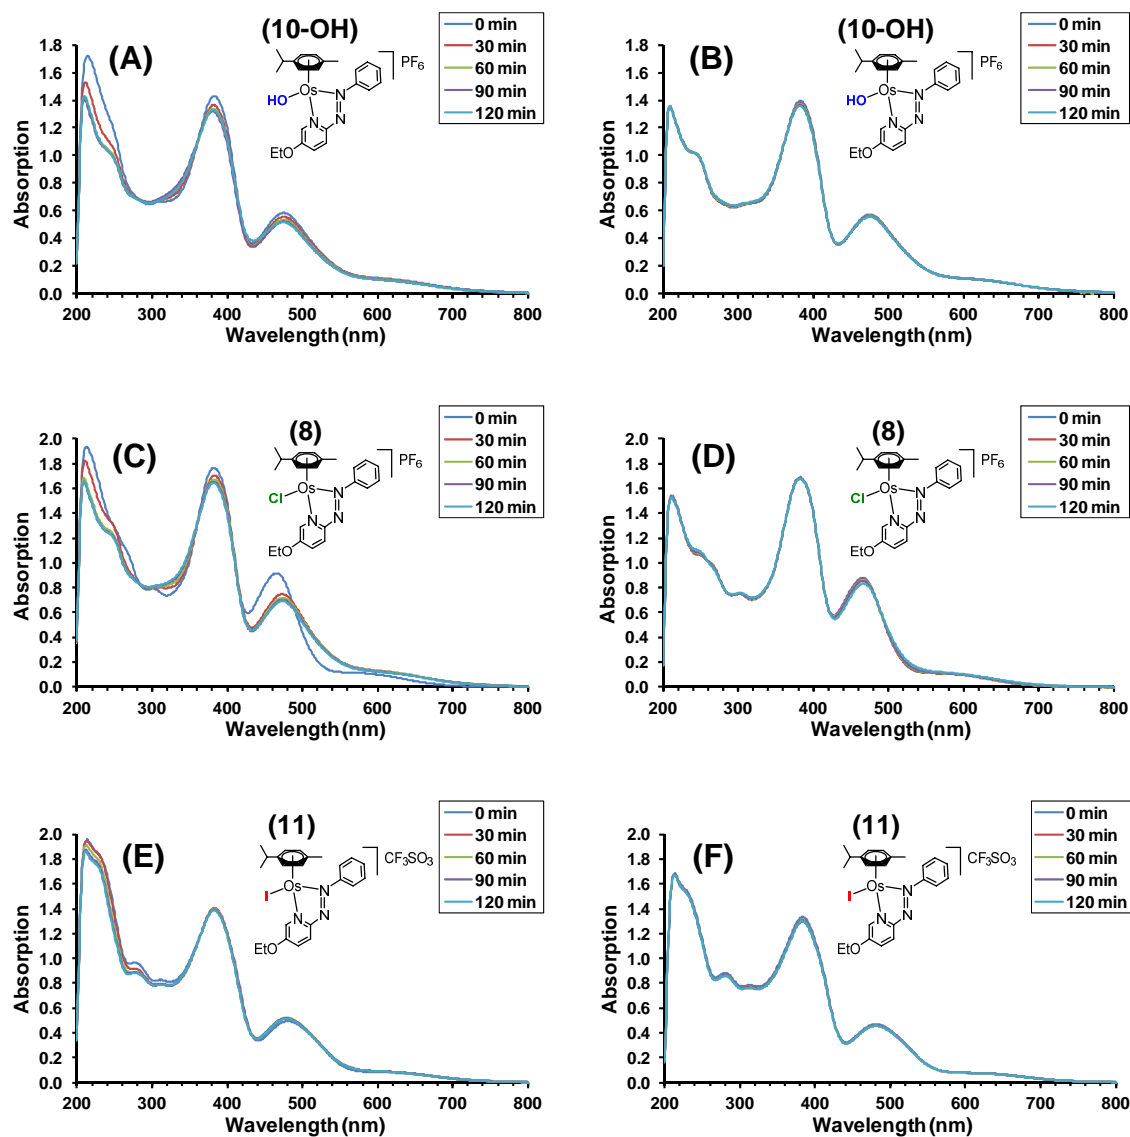 (A)
(10-OH)
0 min
30 min
60 min
90 min
120 min
PF6
Os
HO
N
N
N
EtO
1.8
1.6
1.4
1.2
1.0
0.8
0.6
0.4
0.2
0.0
Absorption
200 300 400 500 600 700 800
Wavelength (nm)
(B)
(10-OH)
0 min
30 min
60 min
90 min
120 min
PF6
Os
HO
N
N
N
EtO
1.8
1.6
1.4
1.2
1.0
0.8
0.6
0.4
0.2
0.0
Absorption
200 300 400 500 600 700 800
Wavelength (nm)
(C)
(8)
0 min
30 min
60 min
90 min
120 min
PF6
Os
Cl
N
N
N
EtO
2.0
1.8
1.6
1.4
1.2
1.0
0.8
0.6
0.4
0.2
0.0
Absorption
200 300 400 500 600 700 800
Wavelength (nm)
(D)
(8)
0 min
30 min
60 min
90 min
120 min
PF6
Os
Cl
N
N
N
EtO
2.0
1.8
1.6
1.4
1.2
1.0
0.8
0.6
0.4
0.2
0.0
Absorption
200 300 400 500 600 700 800
Wavelength (nm)
(E)
(11)
0 min
30 min
60 min
90 min
120 min
CF3SO3
Os
I
N
N
N
EtO
2.0
1.8
1.6
1.4
1.2
1.0
0.8
0.6
0.4
0.2
0.0
Absorption
200 300 400 500 600 700 800
Wavelength (nm)
(F)
(11)
0 min
30 min
60 min
90 min
120 min
CF3SO3
Os
I
N
N
N
EtO
2.0
1.8
1.6
1.4
1.2
1.0
0.8
0.6
0.4
0.2
0.0
Absorption
200 300 400 500 600 700 800
Wavelength (nm)